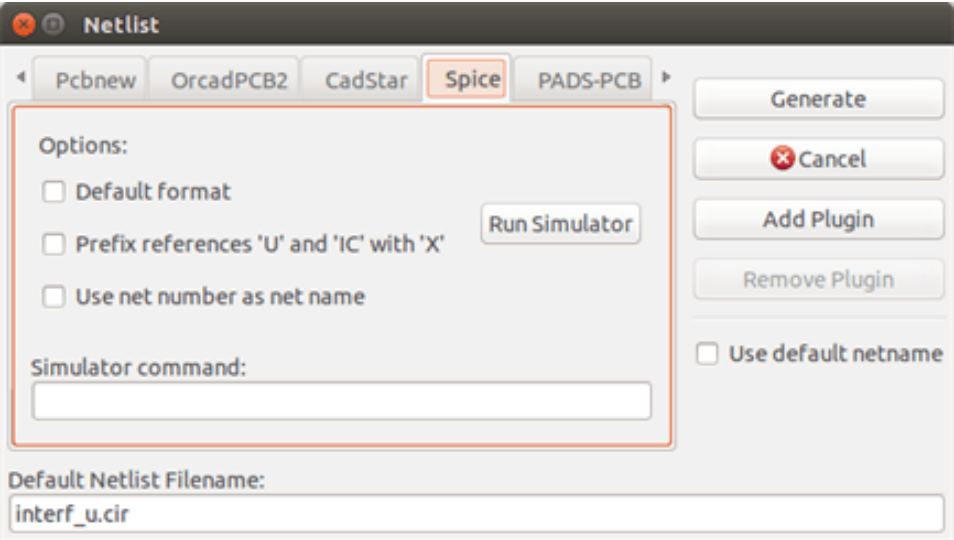 Netlist
Pcbnew OrcadPCB2 CadStar Spice PADS-PCB
Generate
Options:
Cancel
Default format
Run Simulator
Add Plugin
Prefix references 'U' and 'IC' with 'X'
Remove Plugin
Use net number as net name
Use default netname
Simulator command:
Default Netlist Filename:
interf_u.cir